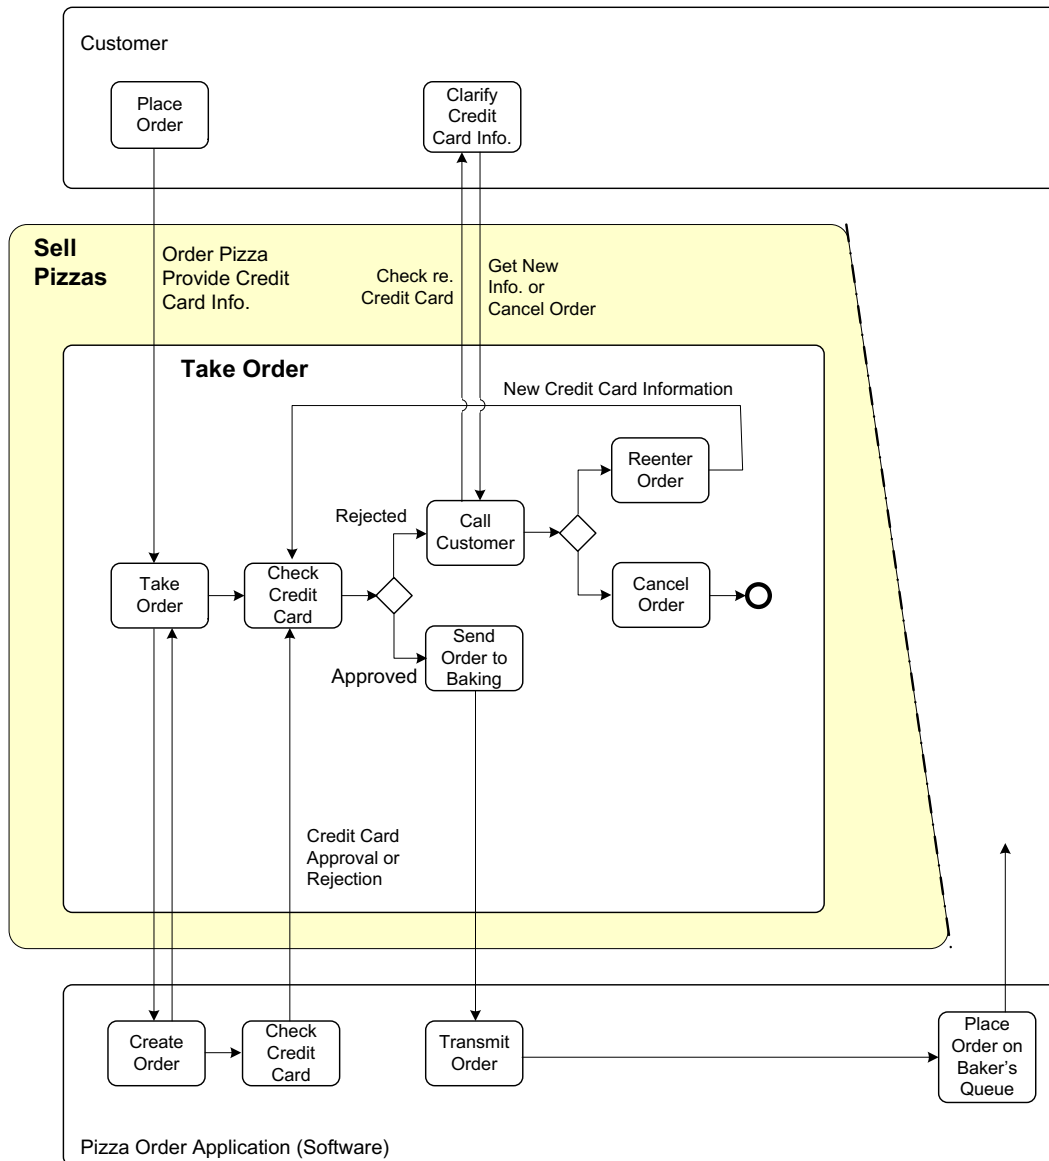 Customer
Place
Order
Clarify
Credit
Card Info.
Sell
Pizzas
Order Pizza
Provide Credit
Card Info.
Check re.
Credit Card
Get New
Info. or
Cancel Order
Take Order
New Credit Card Information
Reenter
Order
Rejected
Call
Customer
Take
Order
Check
Credit
Card
Cancel
Order
Approved
Send
Order to
Baking
Credit Card
Approval or
Rejection
Create
Order
Check
Credit
Card
Transmit
Order
Place
Order on
Baker's
Queue
Pizza Order Application (Software)